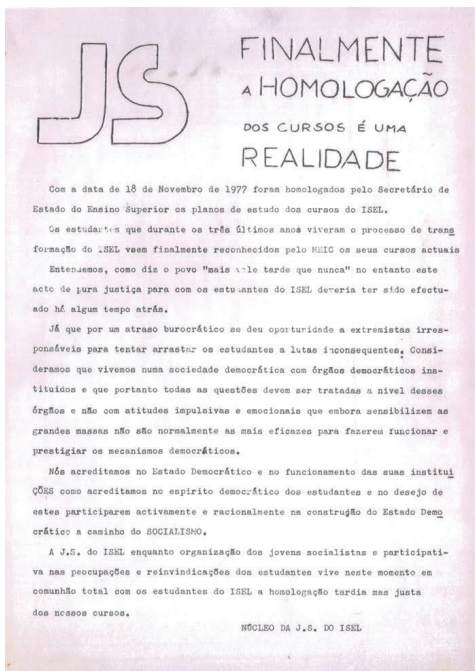 JS
FINALMENTE
A HOMOLOGAÇÃO
DOS CURSOS É UMA
REALIDADE
Com a data de 18 de Novembro de 1977 foram homologados pelo Secretário de
Estado do Ensino Superior os planos de estudo dos cursos do ISEL.
Os estudantes que durante os três últimos anos viveram o processo de trans
formação do ISEL vsem finalmente reconhecidos pelo MEIC os seus cursos actuais
Entendemos, como diz o povo "mais vale tarde que nunca" no entanto este
acto de pura justiça para com os estudantes do ISEL deveria ter sido efectu-
ado há algum tempo atrás.
Já que por um atraso burocrático se deu oportunidade a extremistas irres-
ponsáveis para tentar arrastar os estudantes a lutas inconsequentes. Consi-
deramos que vivemos numa sociedade democrática com órgãos democráticos ins-
tituidos e que portanto todas as questões devem ser tratadas a nivel desses
órgãos e não com atitudes impulsivas e emocionais que embora sensibilizem as
grandes massas não são normalmente as mais eficazes para fazerem funcionar e
prestigiar os mecanismos democráticos.
Nós acreditamos no Estado Democrático e no funcionamento das suas institui
ÇÕES como acreditamos no espirito democrático dos estudantes e no desejo de
estes participarem activamente e racionalmente na construção do Estado Demo
crático a caminho do SOCIALISMO.
A J.S. do ISEL enquanto organização dos jovens socialistas e participati-
va nas peocupações e reinvindicações dos estudantes vive neste momento em
comunhão total com os estudantes do ISEL a homologação tardia mas justa
dos nossos cursos.
NÚCLEO DA J.S. DO ISEL